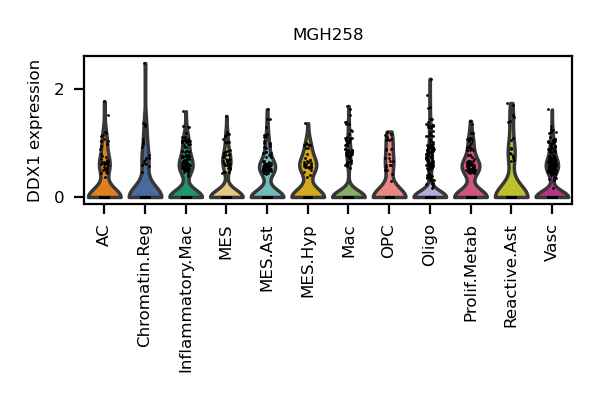 MGH258
DDX1 expression
2
0
AC
Chromatin.Reg
Inflammatory.Mac
MES
MES.Ast
MES.Hyp
Mac
OPC
Oligo
Prolif.Metab
Reactive.Ast
Vasc